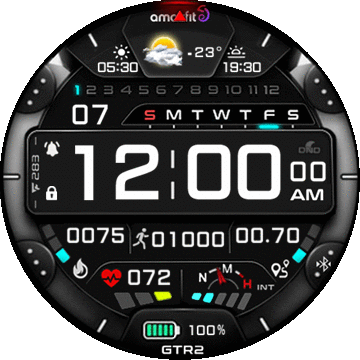 amazfit
-23°
05:30 19:30
1 2 3 4 5 6 7 8 9 10 11 12
07 S M T W T F S
283
DND
12:00 00
AM
0075 01000 00.70
072 N M H INT
100%
GTR2